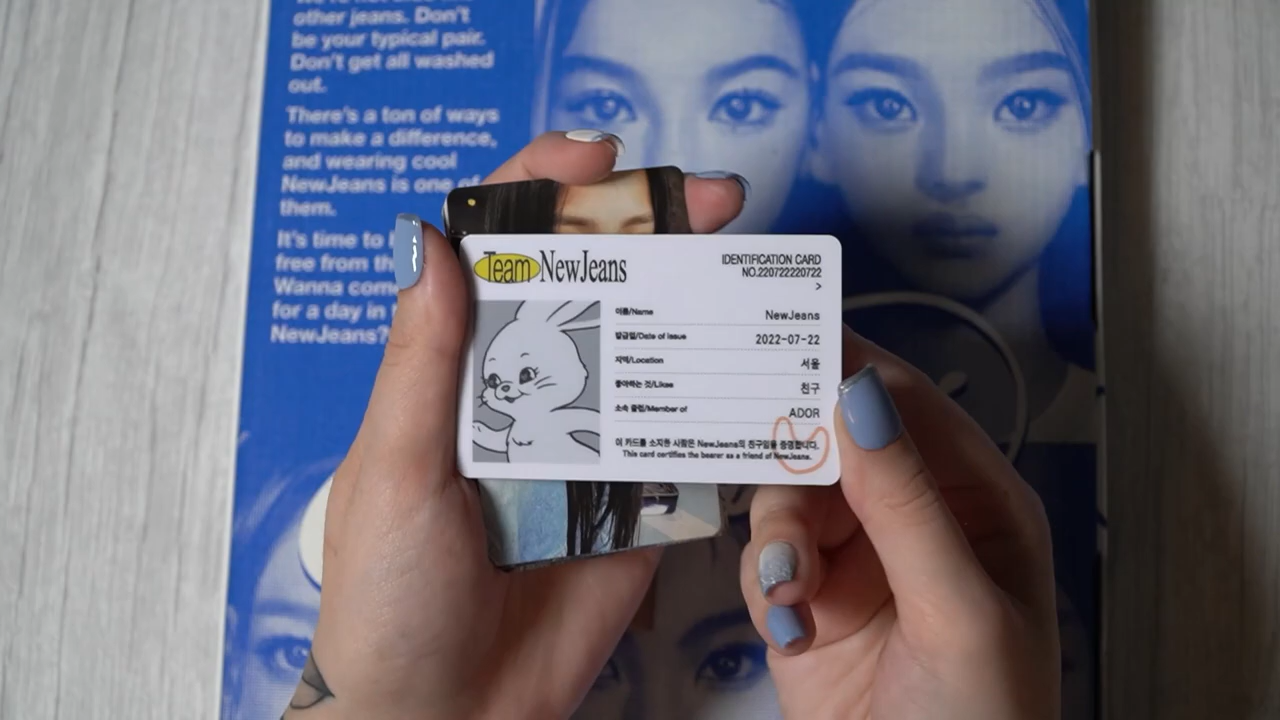 other jeans. Don't
be your typical pair.
Don't get all washed
out.
There's a ton of ways
to make a difference,
and wearing cool
NewJeans is one of
them.
It's time to
free from
Wanna
for a day in
NewJeans?
Team NewJeans
IDENTIFICATION CARD
NO.220722220722
>
이름/Name NewJeans
발급일/Date of issue 2022-07-22
지역/Location 서울
좋아하는 것/Likes 친구
소속 클럽/Member of ADOR
이 카드를 소지한 사람은 NewJeans의 친구임을 증명합니다.
This card certifies the bearer as a friend of NewJeans.